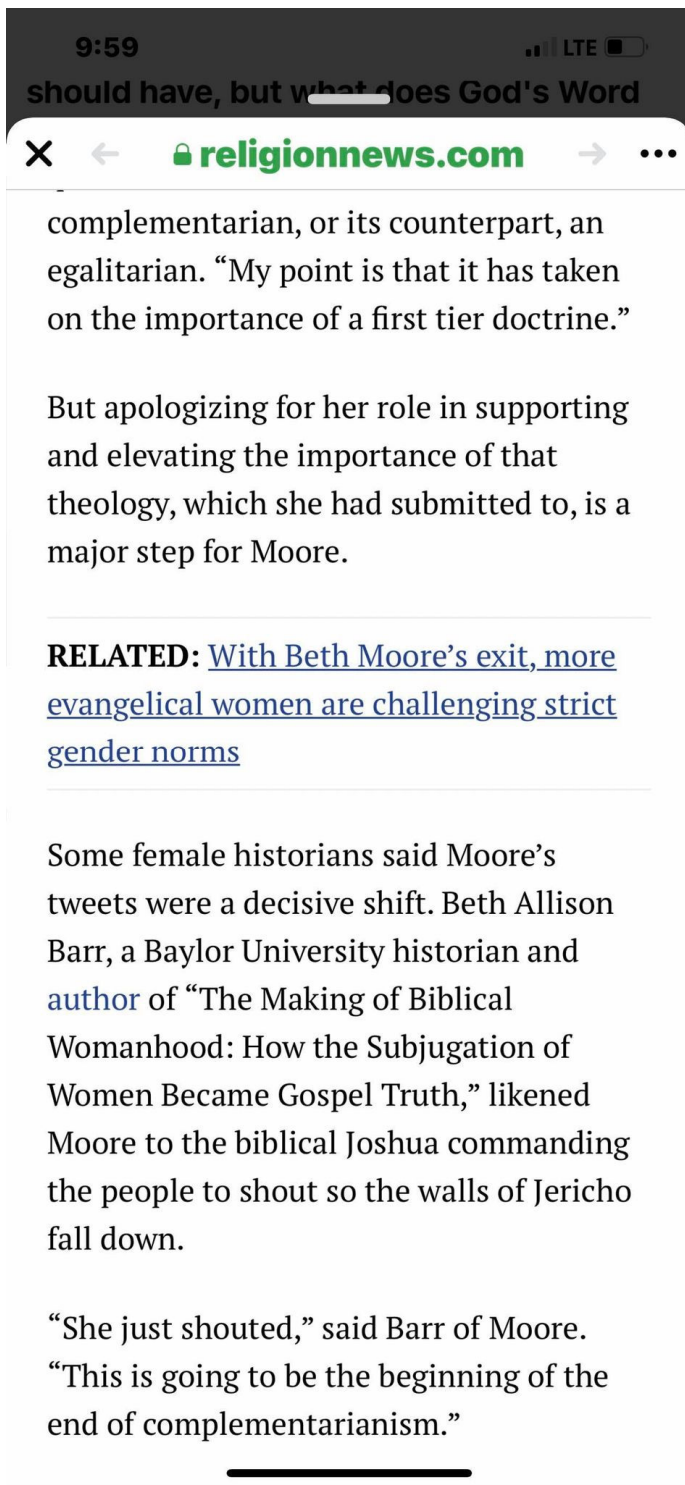 9:59
LTE
should have, but what does God's Word
religionnews.com
complementarian, or its counterpart, an
egalitarian. “My point is that it has taken
on the importance of a first tier doctrine.”
But apologizing for her role in supporting
and elevating the importance of that
theology, which she had submitted to, is a
major step for Moore.
RELATED: With Beth Moore’s exit, more
evangelical women are challenging strict
gender norms
Some female historians said Moore’s
tweets were a decisive shift. Beth Allison
Barr, a Baylor University historian and
author of “The Making of Biblical
Womanhood: How the Subjugation of
Women Became Gospel Truth,” likened
Moore to the biblical Joshua commanding
the people to shout so the walls of Jericho
fall down.
“She just shouted,” said Barr of Moore.
“This is going to be the beginning of the
end of complementarianism.”